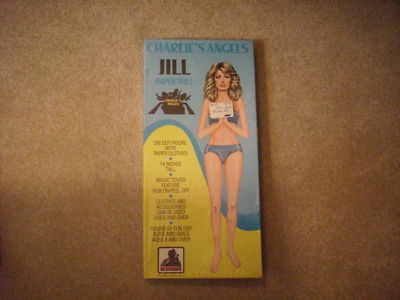 CHARLIE'S ANGELS
JILL
PAPER DOLL
CHARLIE'S
ANGELS
DIE CUT FIGURE
WITH
PAPER CLOTHES
14 INCHES
TALL
MAGIC TOUCH
FEATURE
RUB ON/PEEL OFF
CLOTHES AND
ACCESSORIES
CAN BE USED
OVER AND OVER
HOURS OF FUN FOR
BOYS AND GIRLS
AGES 4 AND OVER